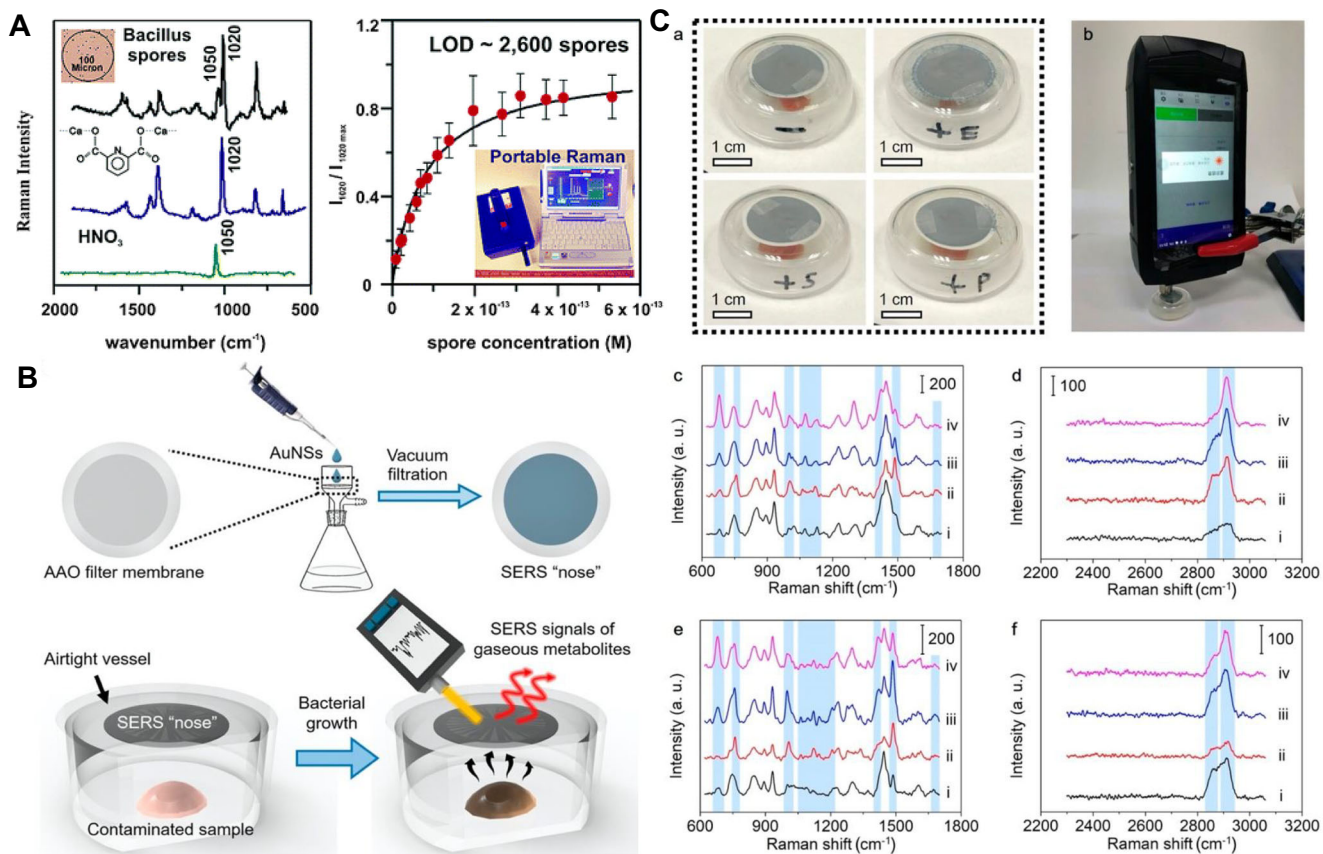 A
Bacillus
spores
100
Micron
1050
1020
Ca
O
O
Ca
O
N
O
1020
HNO₃
1050
Raman Intensity
2000
1500
1000
500
wavenumber (cm⁻¹)
LOD ~ 2,600 spores
Portable Raman
I₁₀₂₀ / I₁₀₂₀ ₘₐₓ
1.2
0.8
0.4
0
2 x 10⁻¹³
4 x 10⁻¹³
6 x 10⁻¹³
spore concentration (M)
B
AuNSs
Vacuum
filtration
AAO filter membrane
SERS “nose”
Airtight vessel
SERS “nose”
Contaminated sample
Bacterial
growth
SERS signals of
gaseous metabolites
C
a
1 cm
-
1 cm
+ E
1 cm
+ S
1 cm
+ P
b
c
200
iv
iii
ii
i
Intensity (a. u.)
600
900
1200
1500
1800
Raman shift (cm⁻¹)
d
100
iv
iii
ii
i
Intensity (a. u.)
2200
2400
2600
2800
3000
3200
Raman shift (cm⁻¹)
e
200
iv
iii
ii
i
Intensity (a. u.)
600
900
1200
1500
1800
Raman shift (cm⁻¹)
f
100
iv
iii
ii
i
Intensity (a. u.)
2200
2400
2600
2800
3000
3200
Raman shift (cm⁻¹)